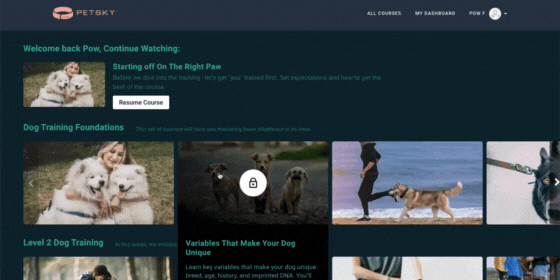 PETSKY
ALL COURSES
MY DASHBOARD
POW F
Welcome back Pow, Continue Watching:
Starting off On The Right Paw
Before we dive into the training - let's get "you" trained first. Set expectations and how to get the
best of the course.
Resume Course
Dog Training Foundations
This set of courses will have you mastering basic obedience in no time.
Variables That Make Your Dog
Unique
Learn key variables that make your dog unique:
breed, age, history, and imprinted DNA. You'll
Level 2 Dog Training
In this series, we